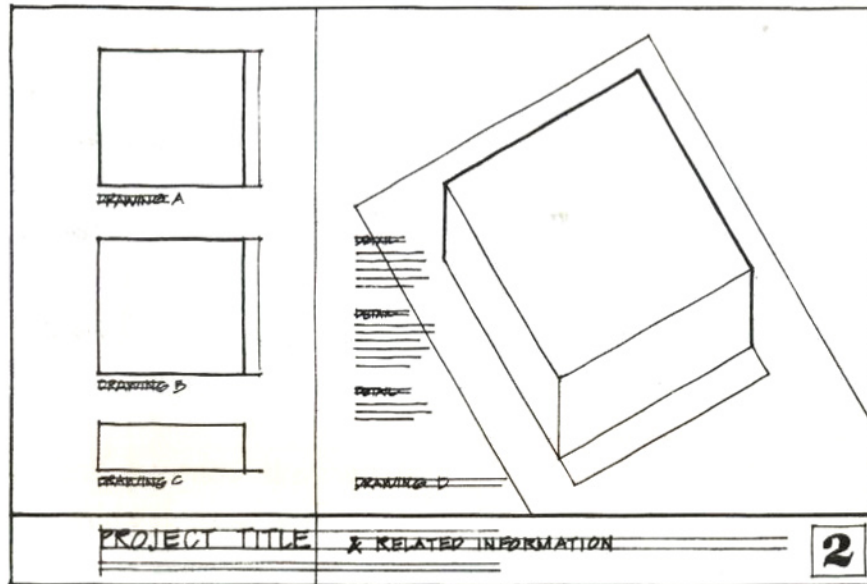 DRAWING A
DRAWING B
DRAWING C
DETAIL
DETAIL
DETAIL
DRAWING D
PROJECT TITLE & RELATED INFORMATION
2